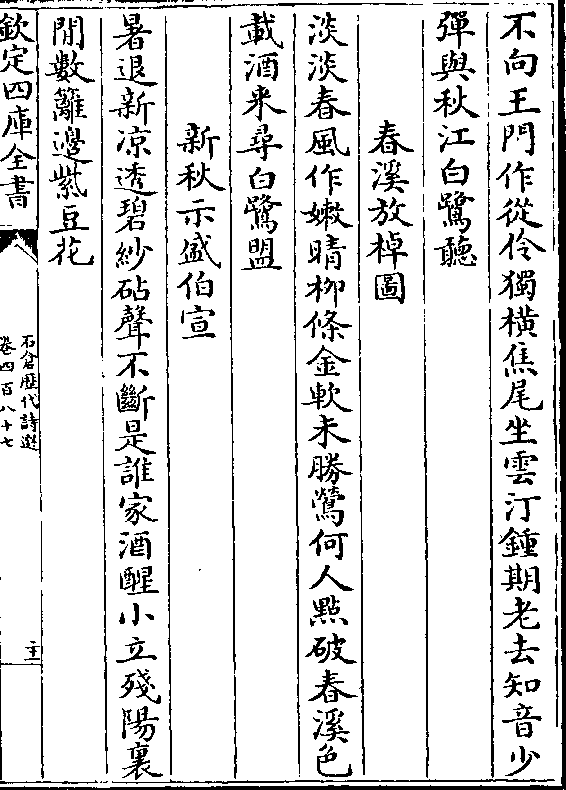 不向王門作從伶獨橫焦尾坐雲汀鍾期老去知音少
彈與秋江白鷺聽
春溪放棹圖
淡淡春風作嫩晴柳條金軟未勝鶯何人點破春溪色
載酒来尋白鷺盟
新秋示盛伯宣
暑退新凉透碧紗砧聲不斷是誰家酒醒小立殘陽裏
閒數籬邊紫豆花
欽定四庫全書
石倉歷代詩選
卷四百八十七